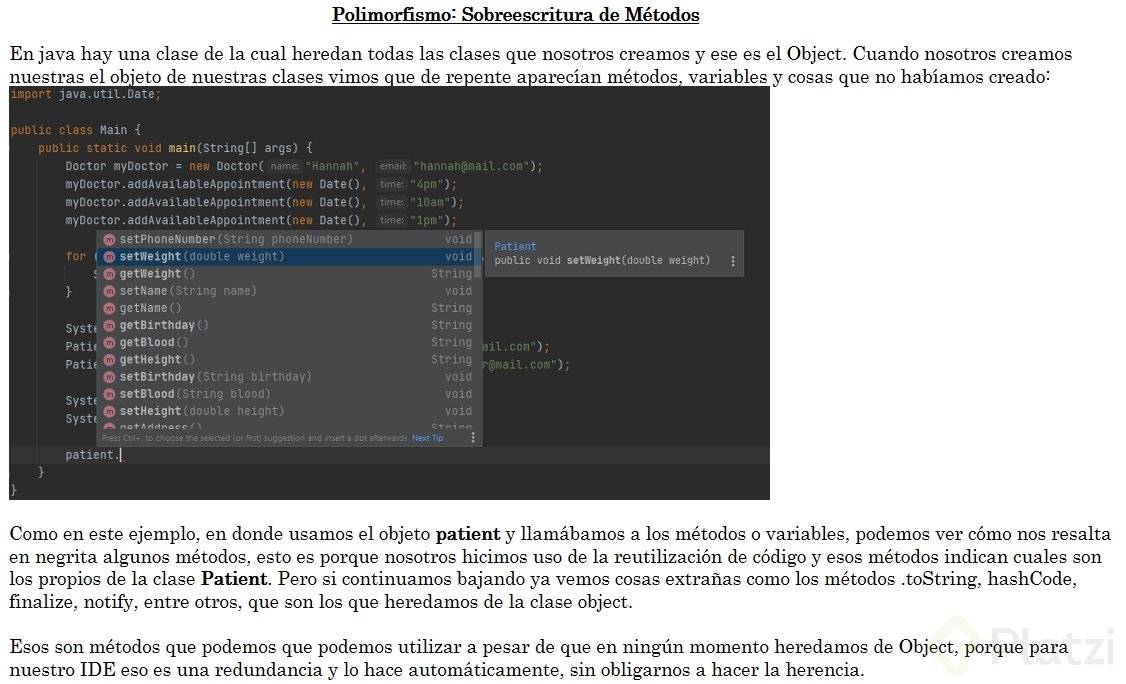 Polimorfismo: Sobreescritura de Métodos
En java hay una clase de la cual heredan todas las clases que nosotros creamos y ese es el Object. Cuando nosotros creamos
nuestras el objeto de nuestras clases vimos que de repente aparecían métodos, variables y cosas que no habíamos creado:
import java.util.Date;
public class Main {
public static void main(String[] args) {
Doctor myDoctor = new Doctor( name: "Hannah", email: "hannah@mail.com");
myDoctor.addAvailableAppointment(new Date(), time: "4pm");
myDoctor.addAvailableAppointment(new Date(), time: "10am");
myDoctor.addAvailableAppointment(new Date(), time: "1pm");
setPhoneNumber(String phoneNumber) void
for ( setWeight(double weight) void
Patient
public void setWeight(double weight)
S getWeight() String
} setName(String name) void
getName() String
Syste getBirthday() String
Patie getBlood() String ail.com");
Patie getHeight() String r@mail.com");
setBirthday(String birthday) void
Syste setBlood(String blood) void
Syste setHeight(double height) void
getAddress() String
Press Ctrl+. to choose the selected (or first) suggestion and insert a dot afterwards Next Tip
patient.
}
}
Como en este ejemplo, en donde usamos el objeto patient y llamábamos a los métodos o variables, podemos ver cómo nos resalta
en negrita algunos métodos, esto es porque nosotros hicimos uso de la reutilización de código y esos métodos indican cuales son
los propios de la clase Patient. Pero si continuamos bajando ya vemos cosas extrañas como los métodos .toString, hashCode,
finalize, notify, entre otros, que son los que heredamos de la clase object.
Esos son métodos que podemos que podemos utilizar a pesar de que en ningún momento heredamos de Object, porque para
nuestro IDE eso es una redundancia y lo hace automáticamente, sin obligarnos a hacer la herencia.
Platzi